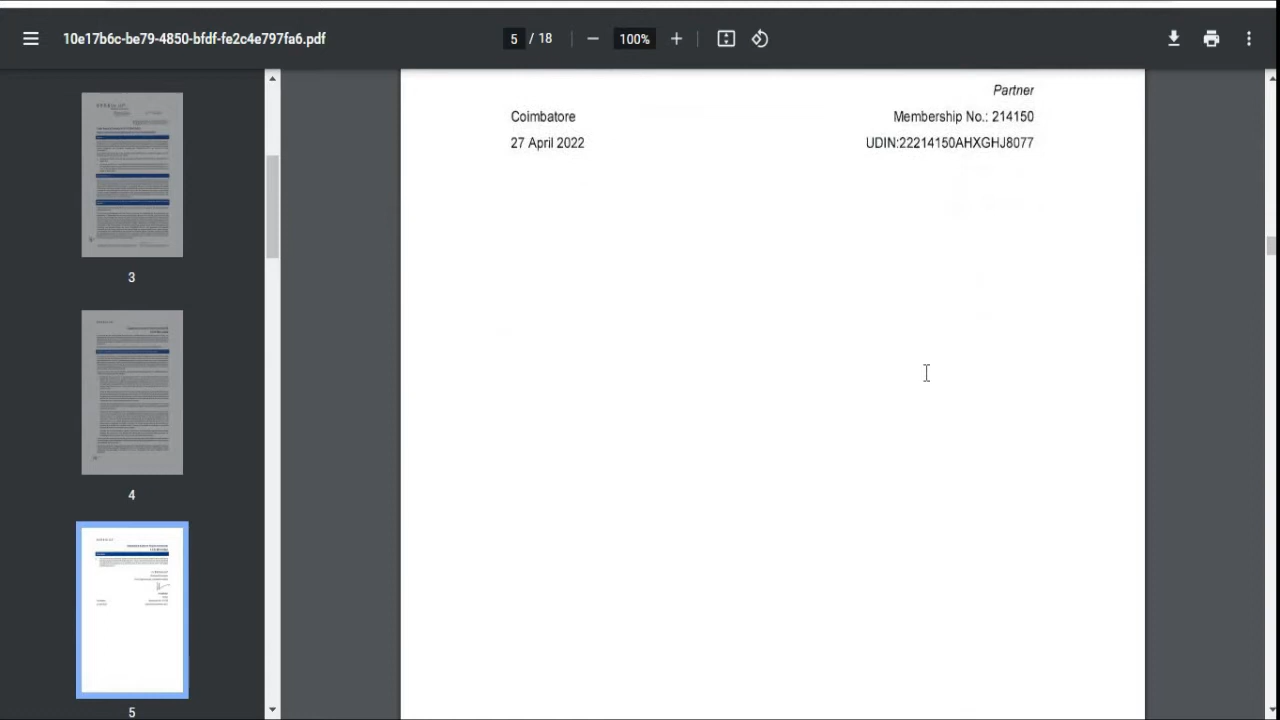 10e17b6c-be79-4850-bfdf-fe2c4e797fa6.pdf
5 / 18
100%
Partner
Coimbatore
Membership No.: 214150
27 April 2022
UDIN:22214150AHXGHJ8077
3
4
5